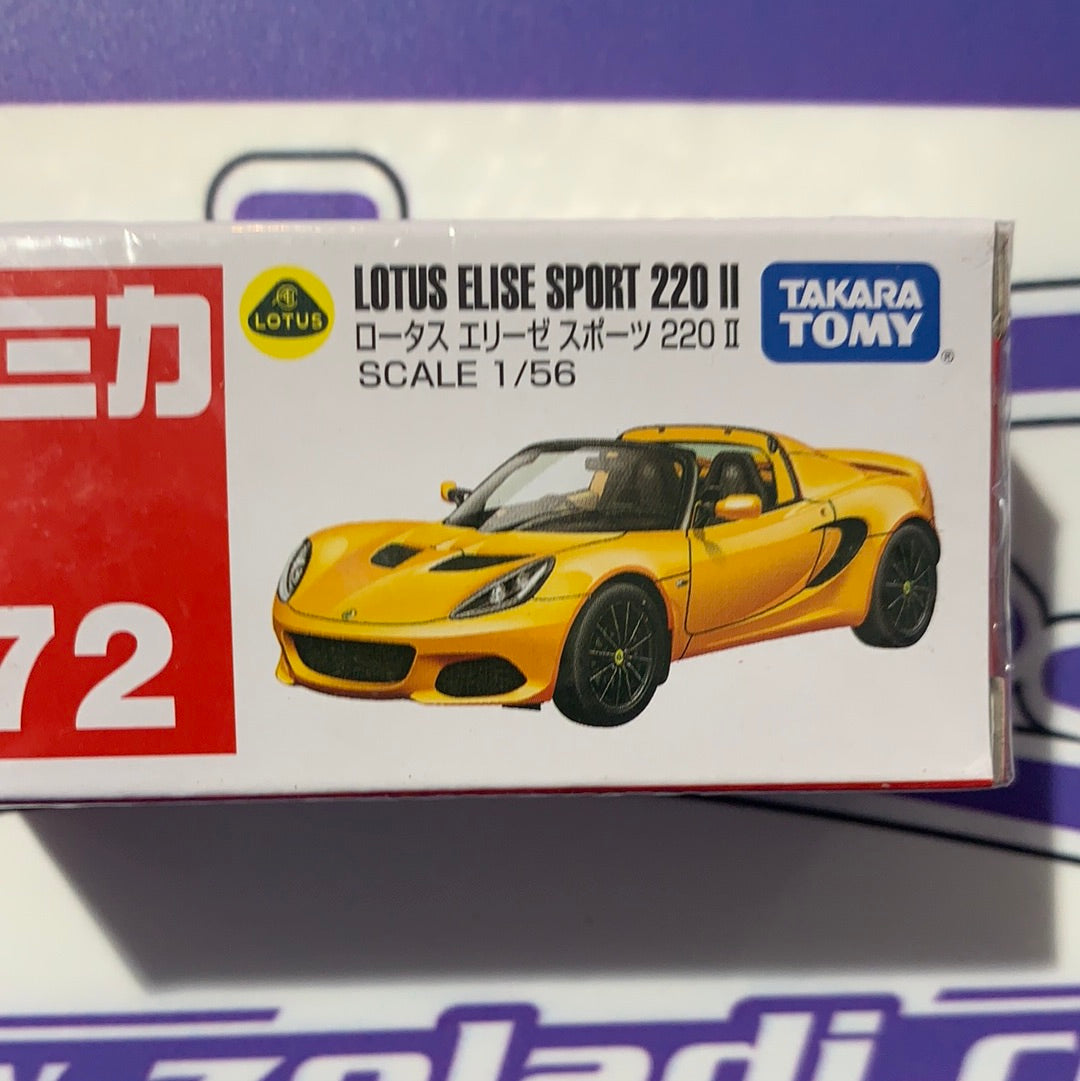 ミカ
72
LOTUS
LOTUS ELISE SPORT 220 II
ロータス エリーゼ スポーツ 220 II
SCALE 1/56
TAKARA
TOMY
®
zoladi.c